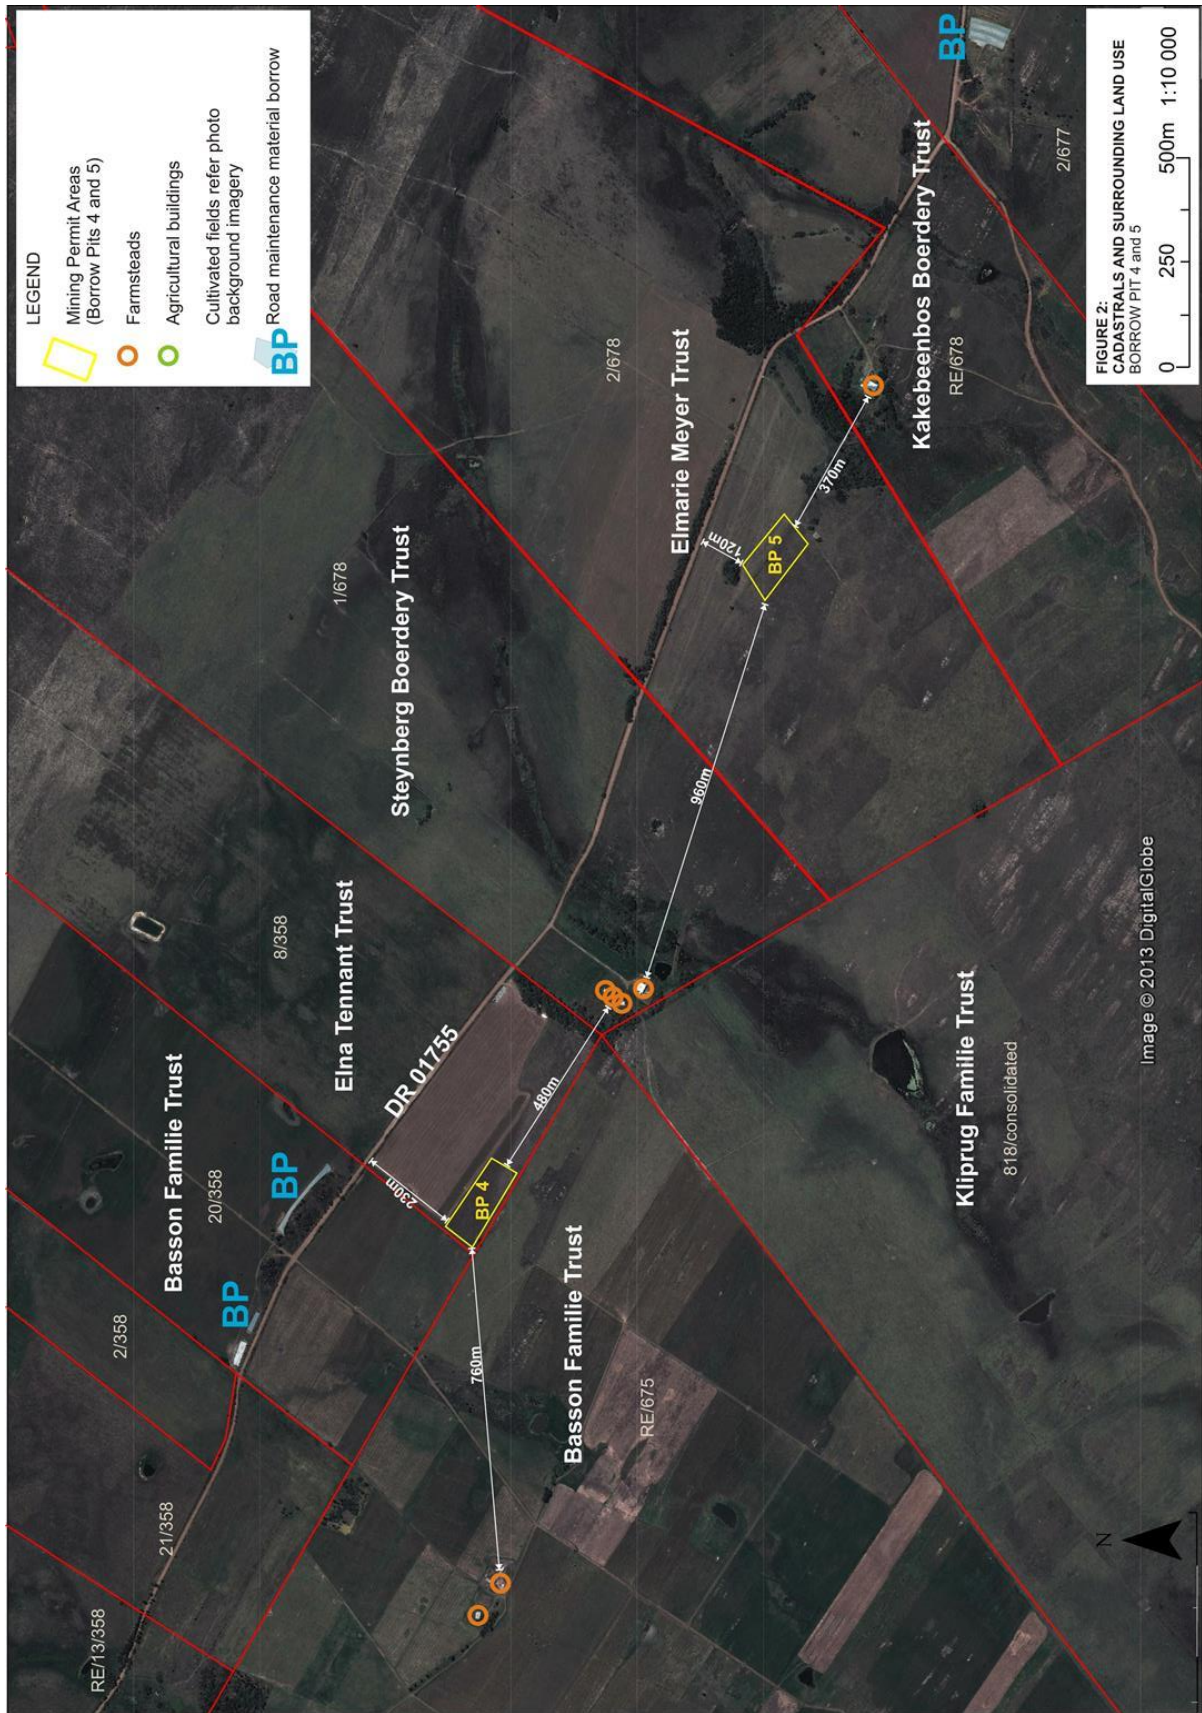 LEGEND
Mining Permit Areas
(Borrow Pits 4 and 5)
Farmsteads
Agricultural buildings
Cultivated fields refer photo
background imagery
BP Road maintenance material borrow
RE/13/358
21/358
2/358
BP
Basson Familie Trust
20/358
BP
8/358
Elna Tennant Trust
DR 01755
Steynberg Boerdery Trust
1/678
Elmarie Meyer Trust
2/678
BP
2/677
Kakebeenbos Boerdery Trust
RE/678
760m
230m
BP 4
480m
960m
120m
BP 5
370m
Basson Familie Trust
RE/675
Kliprug Familie Trust
818/consolidated
N
Image © 2013 DigitalGlobe
FIGURE 2:
CADASTRALS AND SURROUNDING LAND USE
BORROW PIT 4 and 5
0 250 500m 1:10 000